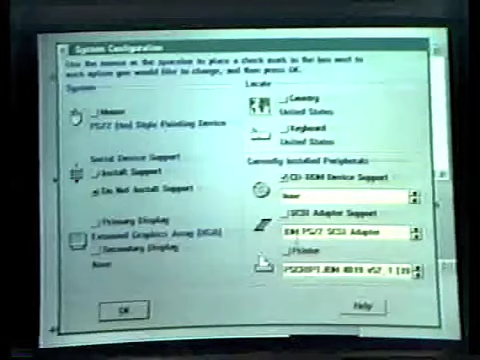 System Configuration
Use the mouse or the spacebar to place a check mark in the box next to
each option you would like to change, and then press OK.
System
Mouse
PS/2 (tm) Style Pointing Device
Serial Device Support
Install Support
Do Not Install Support
Primary Display
Extended Graphics Array (XGA)
Secondary Display
None
Locale
Country
United States
Keyboard
United States
Currently Installed Peripherals
CD-ROM Device Support
None
SCSI Adapter Support
IBM PS/2 SCSI Adapter
Printer
OK
Help